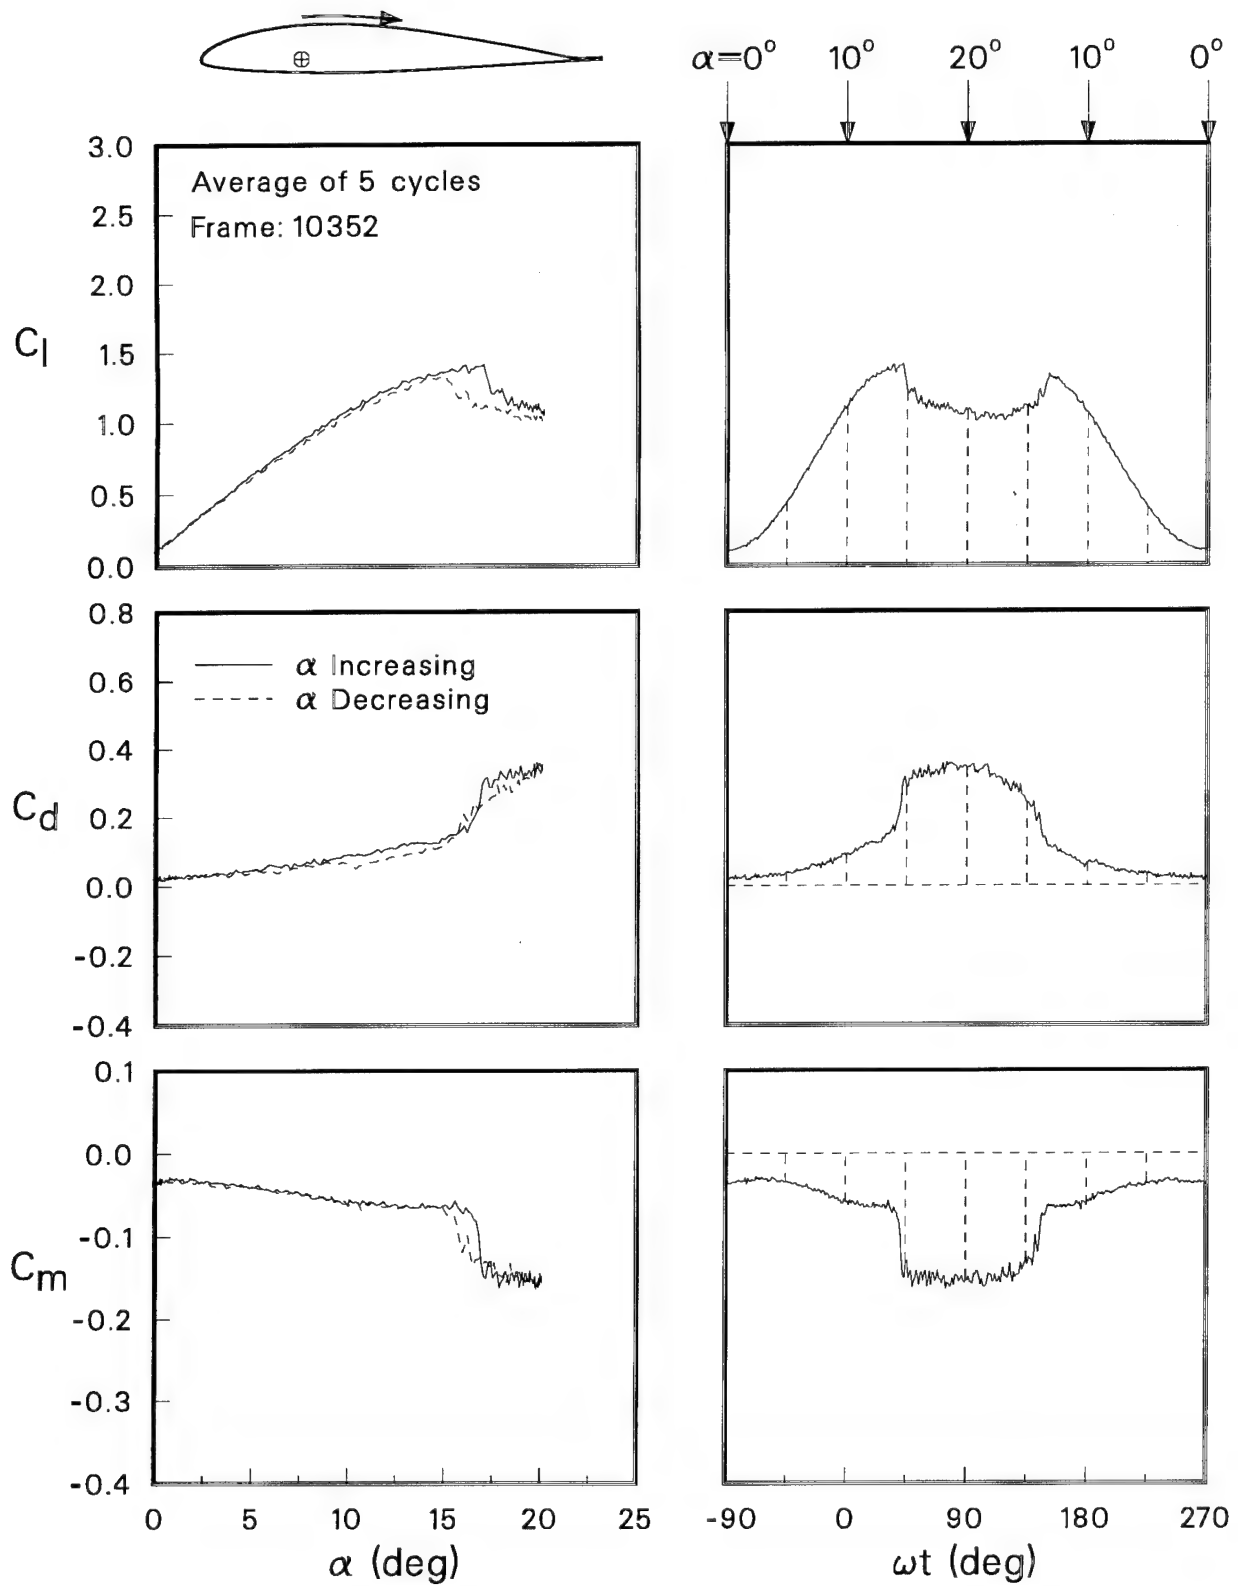 α=0° 10° 20° 10° 0°
3.0
Average of 5 cycles
2.5
Frame: 10352
2.0
Cl
1.5
1.0
0.5
0.0
0.8
α Increasing
0.6
α Decreasing
0.4
Cd
0.2
0.0
-0.2
-0.4
0.1
0.0
-0.1
Cm
-0.2
-0.3
-0.4
0 5 10 15 20 25
α (deg)
-90 0 90 180 270
ωt (deg)